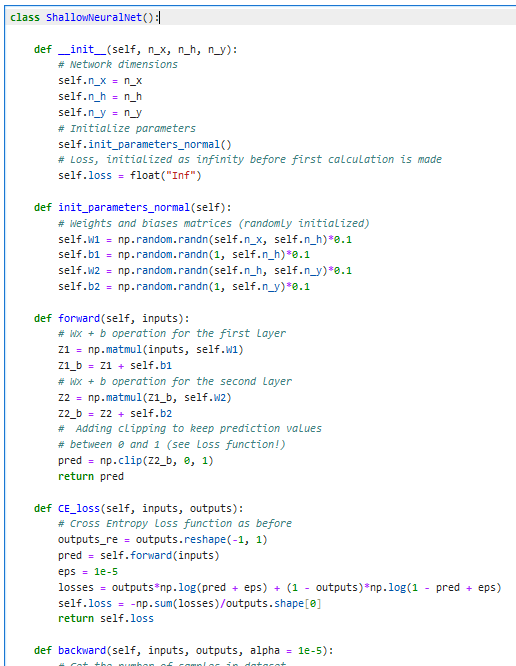 class ShallowNeuralNet():
def __init__(self, n_x, n_h, n_y):
# Network dimensions
self.n_x = n_x
self.n_h = n_h
self.n_y = n_y
# Initialize parameters
self.init_parameters_normal()
# Loss, initialized as infinity before first calculation is made
self.loss = float("Inf")
def init_parameters_normal(self):
# Weights and biases matrices (randomly initialized)
self.W1 = np.random.randn(self.n_x, self.n_h)*0.1
self.b1 = np.random.randn(1, self.n_h)*0.1
self.W2 = np.random.randn(self.n_h, self.n_y)*0.1
self.b2 = np.random.randn(1, self.n_y)*0.1
def forward(self, inputs):
# Wx + b operation for the first layer
Z1 = np.matmul(inputs, self.W1)
Z1_b = Z1 + self.b1
# Wx + b operation for the second layer
Z2 = np.matmul(Z1_b, self.W2)
Z2_b = Z2 + self.b2
# Adding clipping to keep prediction values
# between 0 and 1 (see loss function!)
pred = np.clip(Z2_b, 0, 1)
return pred
def CE_loss(self, inputs, outputs):
# Cross Entropy loss function as before
outputs_re = outputs.reshape(-1, 1)
pred = self.forward(inputs)
eps = 1e-5
losses = outputs*np.log(pred + eps) + (1 - outputs)*np.log(1 - pred + eps)
self.loss = -np.sum(losses)/outputs.shape[0]
return self.loss
def backward(self, inputs, outputs, alpha = 1e-5):
# Get the number of samples in dataset